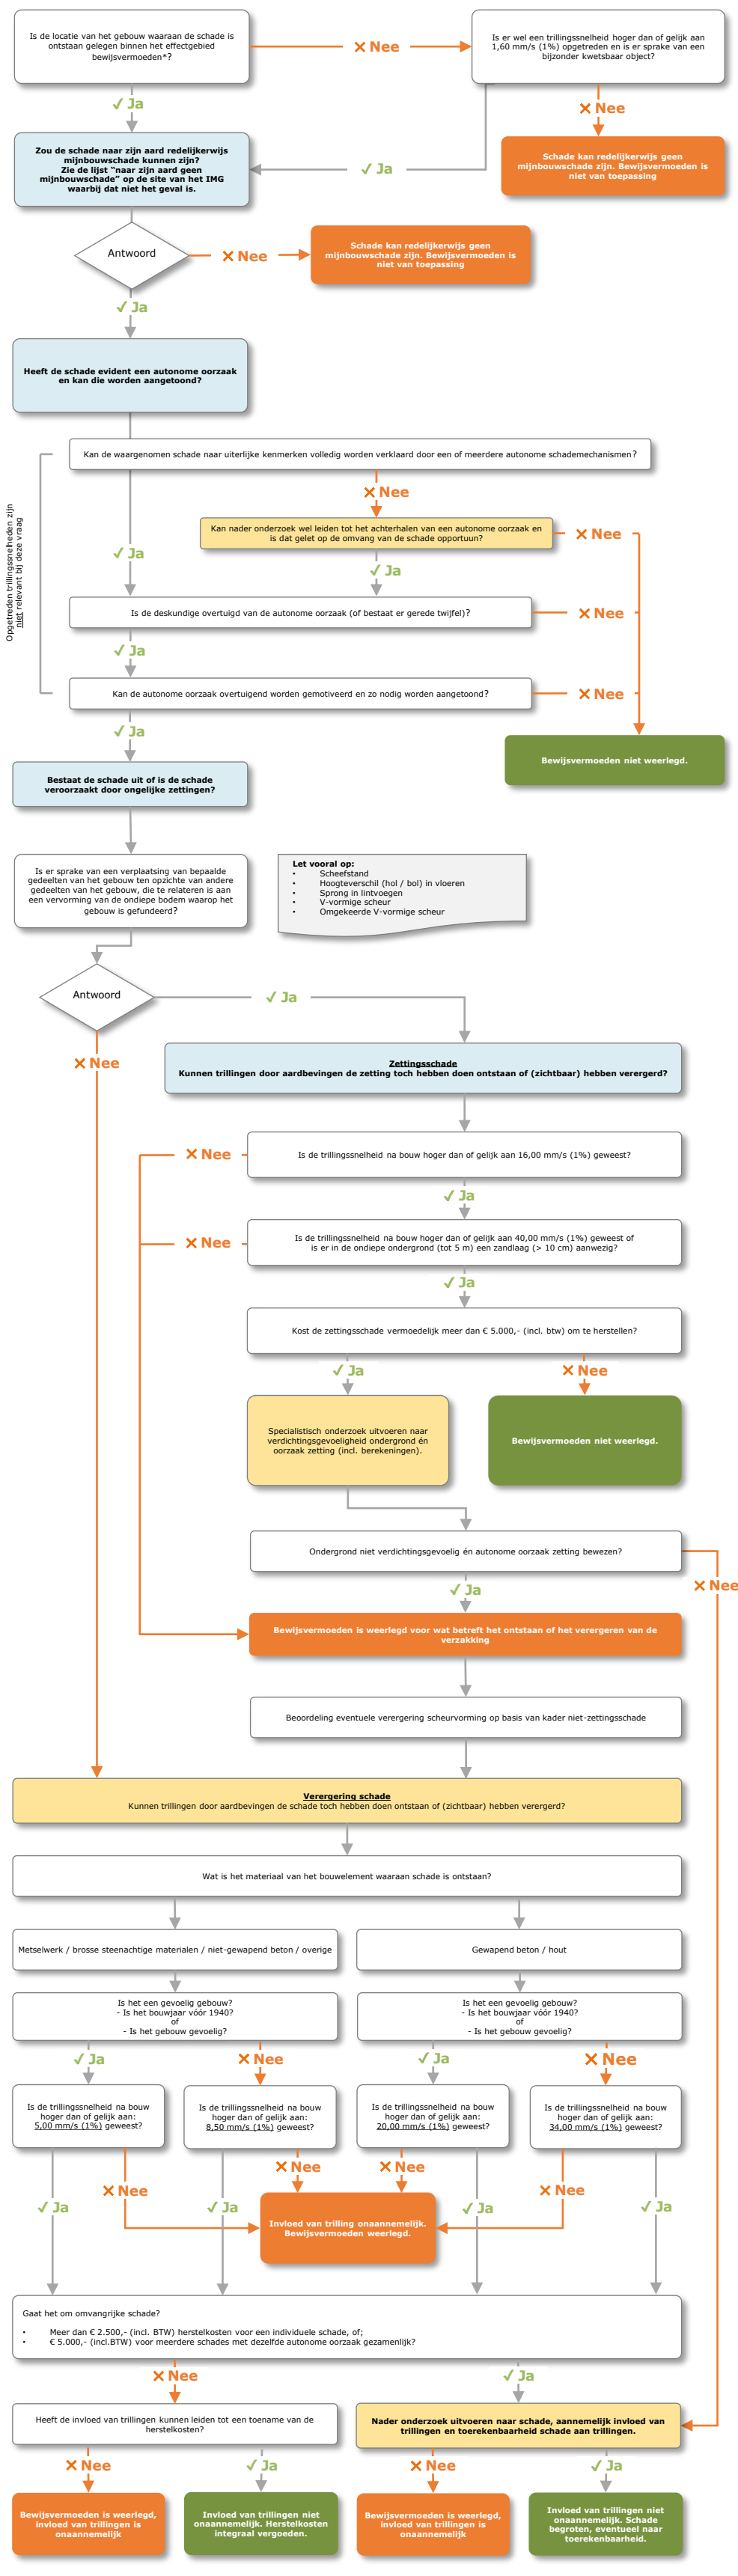 Is de locatie van het gebouw waaraan de schade is
ontstaan gelegen binnen het effectgebied
bewijsvermoeden*?
Nee
Is er wel een trillingssnelheid hoger dan of gelijk aan
1,60 mm/s (1%) opgetreden en is er sprake van een
bijzonder kwetsbaar object?
Ja
Nee
Zou de schade naar zijn aard redelijkerwijs
mijnbouwschade kunnen zijn?
Zie de lijst "naar zijn aard geen
mijnbouwschade" op de site van het IMG
waarbij dat niet het geval is.
Ja
Schade kan redelijkerwijs geen
mijnbouwschade zijn. Bewijsvermoeden is
niet van toepassing
Antwoord
Nee
Schade kan redelijkerwijs geen
mijnbouwschade zijn. Bewijsvermoeden is
niet van toepassing
Ja
Heeft de schade evident een autonome oorzaak
en kan die worden aangetoond?
Kan de waargenomen schade naar uiterlijke kenmerken volledig worden verklaard door een of meerdere autonome schademechanismen?
Nee
Opgetreden trillingssnelheden zijn
niet relevant bij deze vraag
Kan nader onderzoek wel leiden tot het achterhalen van een autonome oorzaak en
is dat gelet op de omvang van de schade opportuun?
Nee
Ja
Ja
Is de deskundige overtuigd van de autonome oorzaak (of bestaat er gerede twijfel)?
Nee
Ja
Kan de autonome oorzaak overtuigend worden gemotiveerd en zo nodig worden aangetoond?
Nee
Ja
Bewijsvermoeden niet weerlegd.
Bestaat de schade uit of is de schade
veroorzaakt door ongelijke zettingen?
Is er sprake van een verplaatsing van bepaalde
gedeelten van het gebouw ten opzichte van andere
gedeelten van het gebouw, die te relateren is aan
een vervorming van de ondiepe bodem waarop het
gebouw is gefundeerd?
Let vooral op:
• Scheefstand
• Hoogteverschil (hol / bol) in vloeren
• Sprong in lintvoegen
• V-vormige scheur
• Omgekeerde V-vormige scheur
Antwoord
Ja
Nee
Zettingsschade
Kunnen trillingen door aardbevingen de zetting toch hebben doen ontstaan of (zichtbaar) hebben verergerd?
Nee
Is de trillingssnelheid na bouw hoger dan of gelijk aan 16,00 mm/s (1%) geweest?
Ja
Nee
Is de trillingssnelheid na bouw hoger dan of gelijk aan 40,00 mm/s (1%) geweest of
is er in de ondiepe ondergrond (tot 5 m) een zandlaag (> 10 cm) aanwezig?
Ja
Kost de zettingsschade vermoedelijk meer dan € 5.000,- (incl. btw) om te herstellen?
Ja
Nee
Specialistisch onderzoek uitvoeren naar
verdichtingsgevoeligheid ondergrond én
oorzaak zetting (incl. berekeningen).
Bewijsvermoeden niet weerlegd.
Ondergrond niet verdichtingsgevoelig én autonome oorzaak zetting bewezen?
Nee
Ja
Bewijsvermoeden is weerlegd voor wat betreft het ontstaan of het verergeren van de
verzakking
Beoordeling eventuele verergering scheurvorming op basis van kader niet-zettingsschade
Verergering schade
Kunnen trillingen door aardbevingen de schade toch hebben doen ontstaan of (zichtbaar) hebben verergerd?
Wat is het materiaal van het bouwelement waaraan schade is ontstaan?
Metselwerk / brosse steenachtige materialen / niet-gewapend beton / overige
Gewapend beton / hout
Is het een gevoelig gebouw?
- Is het bouwjaar vóór 1940?
of
- Is het gebouw gevoelig?
Is het een gevoelig gebouw?
- Is het bouwjaar vóór 1940?
of
- Is het gebouw gevoelig?
Ja
Nee
Ja
Nee
Is de trillingssnelheid na bouw
hoger dan of gelijk aan:
5,00 mm/s (1%) geweest?
Is de trillingssnelheid na bouw
hoger dan of gelijk aan:
8,50 mm/s (1%) geweest?
Is de trillingssnelheid na bouw
hoger dan of gelijk aan:
20,00 mm/s (1%) geweest?
Is de trillingssnelheid na bouw
hoger dan of gelijk aan:
34,00 mm/s (1%) geweest?
Nee
Nee
Nee
Nee
Ja
Ja
Ja
Ja
Invloed van trilling onaannemelijk.
Bewijsvermoeden weerlegd.
Gaat het om omvangrijke schade?
• Meer dan € 2.500,- (incl. BTW) herstelkosten voor een individuele schade, of;
• € 5.000,- (incl.BTW) voor meerdere schades met dezelfde autonome oorzaak gezamenlijk?
Nee
Ja
Heeft de invloed van trillingen kunnen leiden tot een toename van de
herstelkosten?
Nader onderzoek uitvoeren naar schade, aannemelijk invloed van
trillingen en toerekenbaarheid schade aan trillingen.
Nee
Ja
Nee
Ja
Bewijsvermoeden is weerlegd,
invloed van trillingen is
onaannemelijk
Invloed van trillingen niet
onaannemelijk. Herstelkosten
integraal vergoeden.
Bewijsvermoeden is weerlegd,
invloed van trillingen is
onaannemelijk
Invloed van trillingen niet
onaannemelijk. Schade
begroten, eventueel naar
toerekenbaarheid.